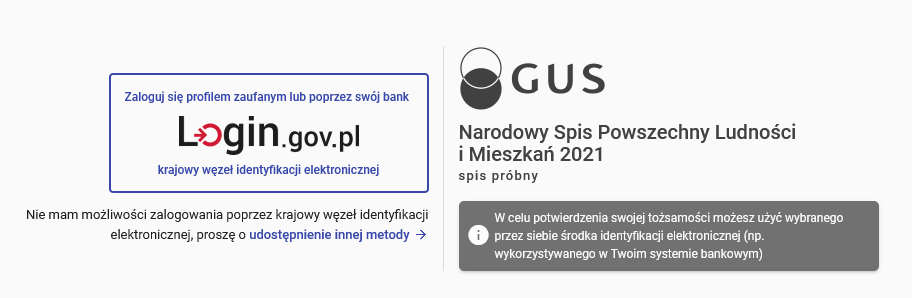 Zaloguj się profilem zaufanym lub poprzez swój bank
Login.gov.pl
krajowy węzeł identyfikacji elektronicznej
Nie mam możliwości zalogowania poprzez krajowy węzeł identyfikacji
elektronicznej, proszę o udostępnienie innej metody →
GUS
Narodowy Spis Powszechny Ludności
i Mieszkań 2021
spis próbny
W celu potwierdzenia swojej tożsamości możesz użyć wybranego
przez siebie środka identyfikacji elektronicznej (np.
wykorzystywanego w Twoim systemie bankowym)